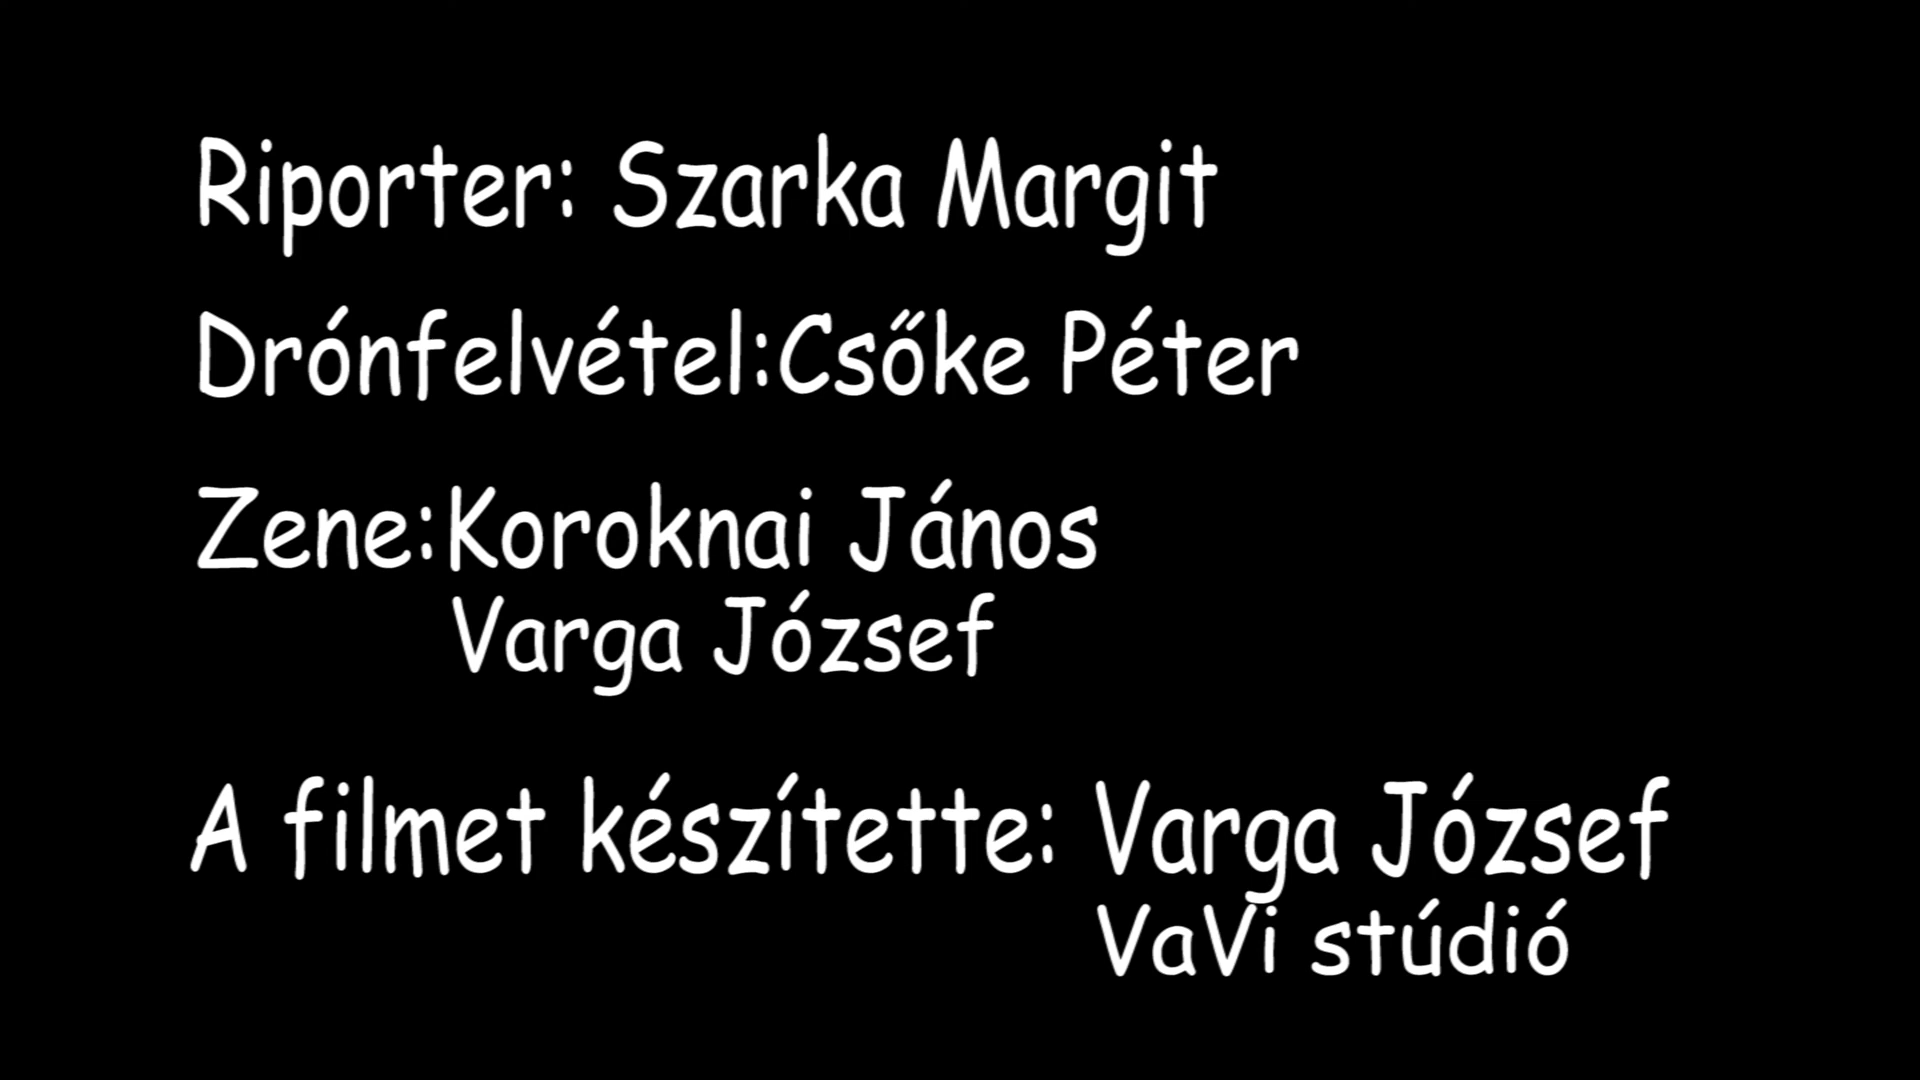 Riporter: Szarka Margit
Drónfelvétel:Csőke Péter
Zene:Koroknai János
Varga József
A filmet készítette: Varga József
VaVi stúdió